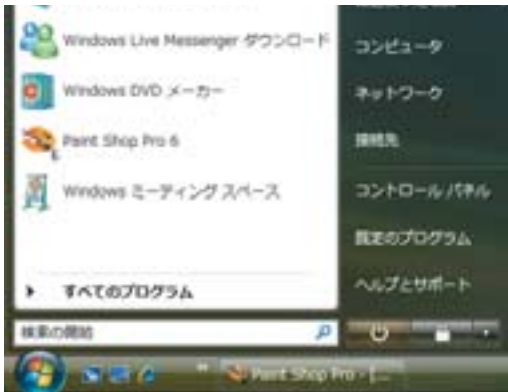 Windows Live Messenger ダウンロード
Windows DVD メーカー
Paint Shop Pro 6
Windows ミーティング スペース
すべてのプログラム
検索の開始
コンピュータ
ネットワーク
接続先
コントロール パネル
既定のプログラム
ヘルプとサポート
Paint Shop Pro - [...